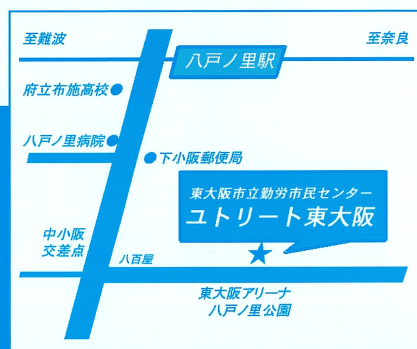 至難波
八戸ノ里駅
至奈良
府立布施高校
八戸ノ里病院
下小阪郵便局
東大阪市立勤労市民センター
ユトリート東大阪
中小阪
交差点
八百屋
東大阪アリーナ
八戸ノ里公園